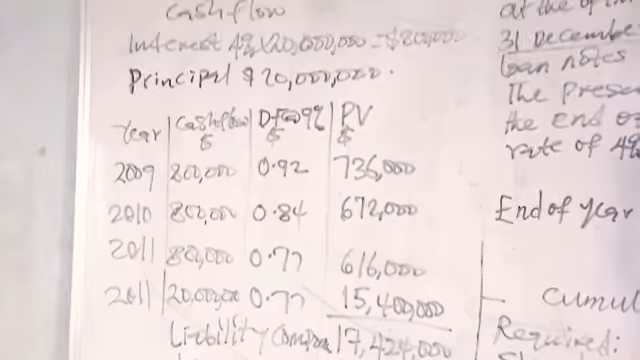 Cashflow
Interest 4% x 20,000,000 = $800,000
Principal $20,000,000.
Year | Cashflow $ | DF@9% $ | PV $
2009 | 800,000 | 0.92 | 736,000
2010 | 800,000 | 0.84 | 672,000
2011 | 800,000 | 0.77 | 616,000
2011 | 20,000,000 | 0.77 | 15,400,000
Liability 17,424,000
at the
31 December
loan notes
The
the end
rate of 4%
End of year
Required: